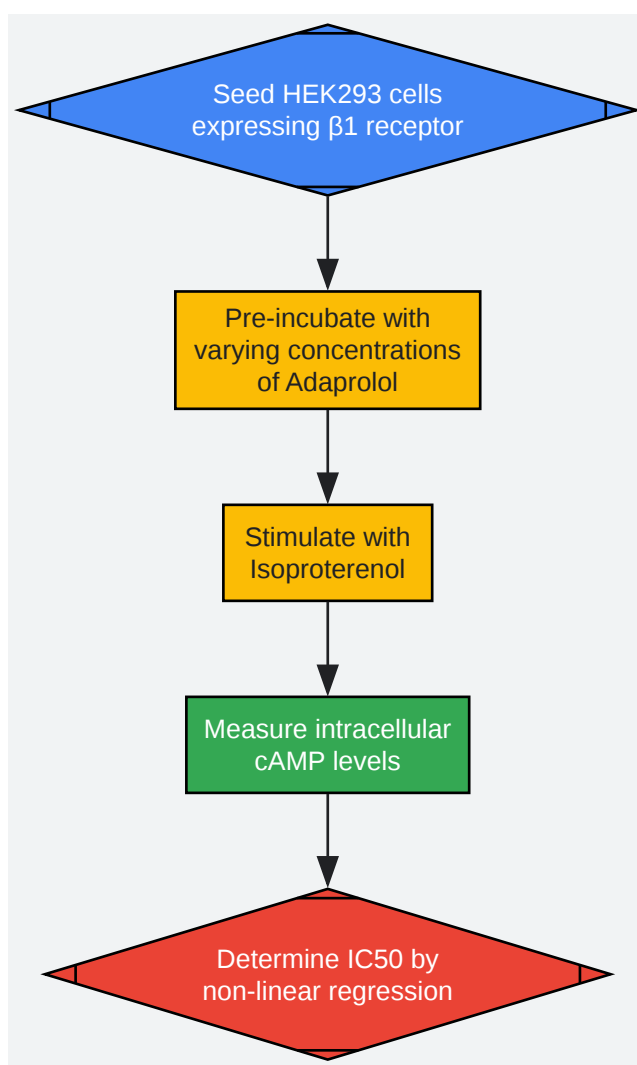 Seed HEK293 cells
expressing β1 receptor
Pre-incubate with
varying concentrations
of Adaprolol
Stimulate with
Isoproterenol
Measure intracellular
cAMP levels
Determine IC50 by
non-linear regression